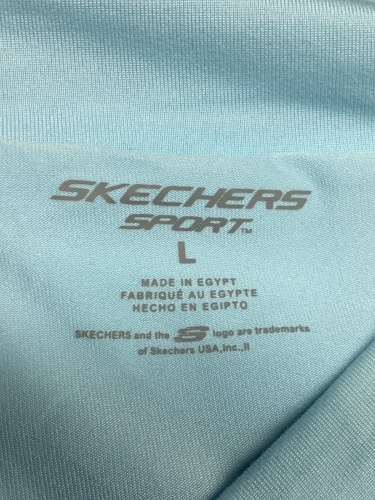 SKECHERS
SPORT™
L
MADE IN EGYPT
FABRIQUÉ AU EGYPTE
HECHO EN EGIPTO
SKECHERS and the S logo are trademarks
of Skechers USA,Inc.,II